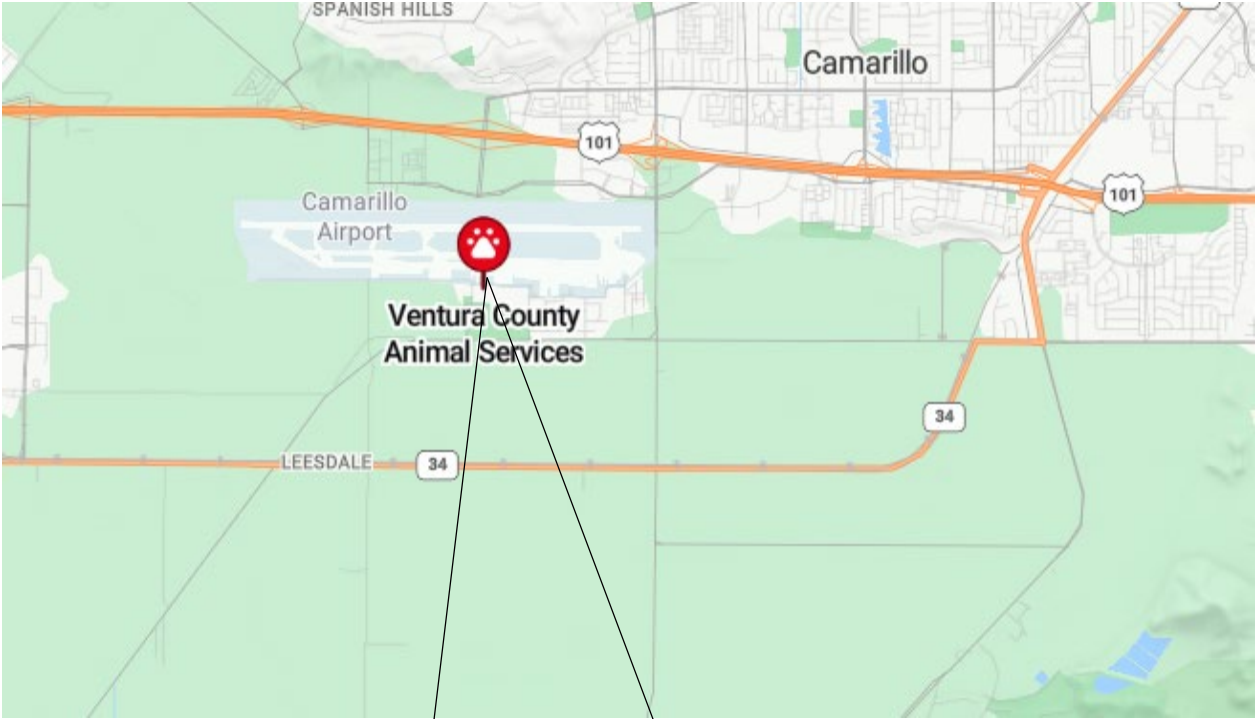 SPANISH HILLS
Camarillo
101
101
Camarillo
Airport
Ventura County
Animal Services
34
LEESDALE
34